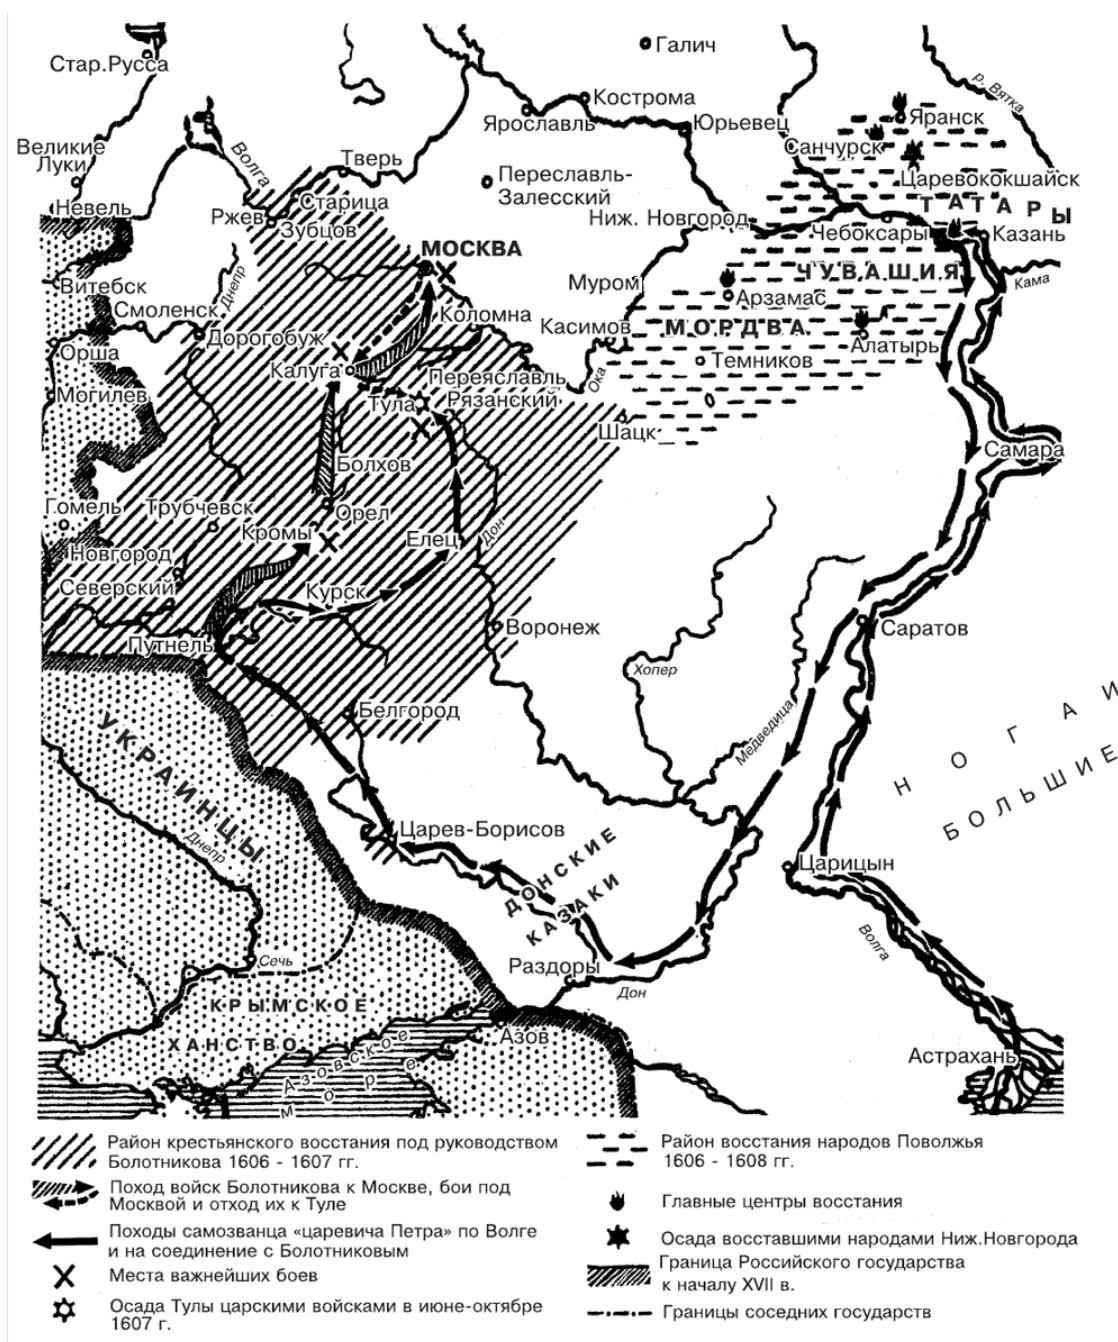 Галич
Стар.Русса
р. Вятка
Кострома
Ярославль
Юрьевец
Яранск
Санчурск
Великие
Луки
Волга
Тверь
Переславль-
Залесский
Царевококшайск
ТАТАРЫ
Невель
Ржев
Старица
Зубцов
Ниж. Новгород
Чебоксары
Казань
МОСКВА
Витебск
Днепр
Муром
ЧУВАШИЯ
Кама
Смоленск
Коломна
Арзамас
Дорогобуж
Касимов
МОРДВА
Алатырь
Орша
Калуга
Темников
Могилев
Переяславль
Рязанский
Ока
Тула
Шацк
Самара
Болхов
Гомель
Трубчевск
Орел
Кромы
Елец
Дон
Новгород
Северский
Курск
Воронеж
Саратов
Путнель
Хопер
Белгород
Медведица
НОГАИ
БОЛЬШИЕ
УКРАИНЦЫ
Царев-Борисов
Днепр
ДОНСКИЕ
КАЗАКИ
Царицын
Волга
Сечь
Раздоры
Дон
КРЫМСКОЕ
ХАНСТВО
Азов
Азовское
море
Астрахань
Район крестьянского восстания под руководством
Болотникова 1606 - 1607 гг.
Поход войск Болотникова к Москве, бои под
Москвой и отход их к Туле
Походы самозванца «царевича Петра» по Волге
и на соединение с Болотниковым
Места важнейших боев
Осада Тулы царскими войсками в июне-октябре
1607 г.
Район восстания народов Поволжья
1606 - 1608 гг.
Главные центры восстания
Осада восставшими народами Ниж.Новгорода
Граница Российского государства
к началу XVII в.
Границы соседних государств